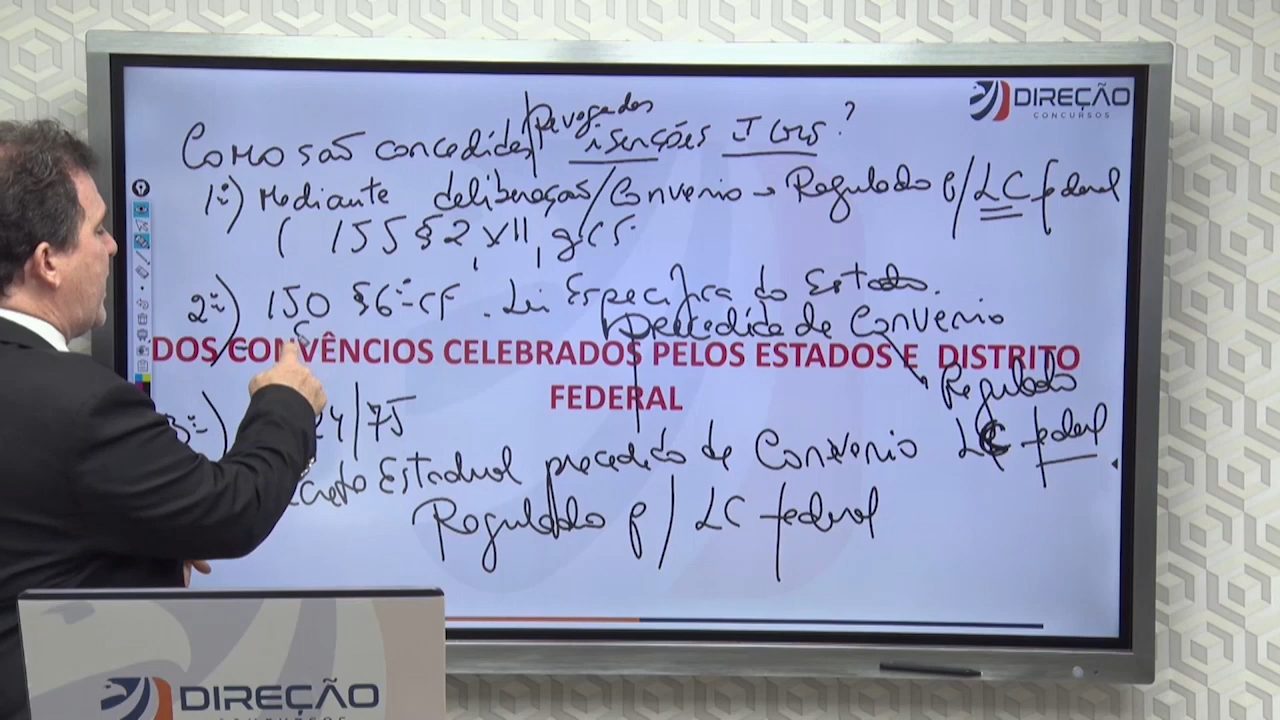 DIREÇÃO
CONCURSOS
revogadas
Como são concedidas/ isenções ICMS?
1º) Mediante deliberação/Convenio → Regulado p/ LC federal
( 155 §2, XII, g CF.
2º) 150 §6º CF. Lei Específica do Estado.
precedida de Convenio
DOS CONVÊNCIOS CELEBRADOS PELOS ESTADOS E DISTRITO
FEDERAL
Regulado
LC federal.
3º) 24/75
Estadual precedido de Convenio
Regulado p/ LC federal
DIREÇÃO
CONCURSOS